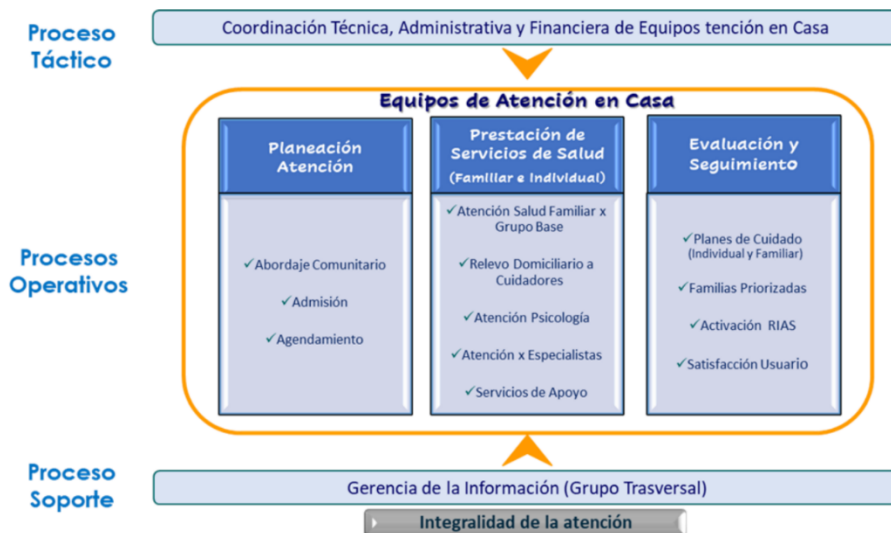 Proceso
Táctico
Coordinación Técnica, Administrativa y Financiera de Equipos tención en Casa
Equipos de Atención en Casa
Procesos
Operativos
Planeación
Atención
✓Abordaje Comunitario
✓Admisión
✓Agendamiento
Prestación de
Servicios de Salud
(Familiar e Individual)
✓Atención Salud Familiar x
Grupo Base
✓Relevo Domiciliario a
Cuidadores
✓Atención Psicología
✓Atención x Especialistas
✓Servicios de Apoyo
Evaluación y
Seguimiento
✓Planes de Cuidado
(Individual y Familiar)
✓Familias Priorizadas
✓Activación RIAS
✓Satisfacción Usuario
Proceso
Soporte
Gerencia de la Información (Grupo Trasversal)
Integralidad de la atención